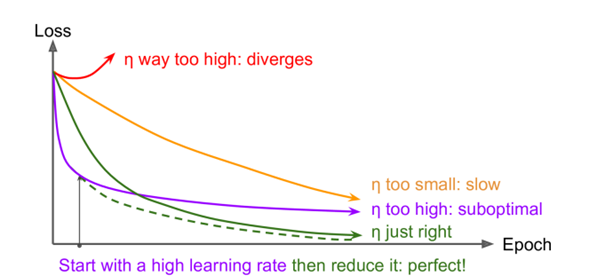 Loss
η way too high: diverges
η too small: slow
η too high: suboptimal
η just right
Epoch
Start with a high learning rate then reduce it: perfect!